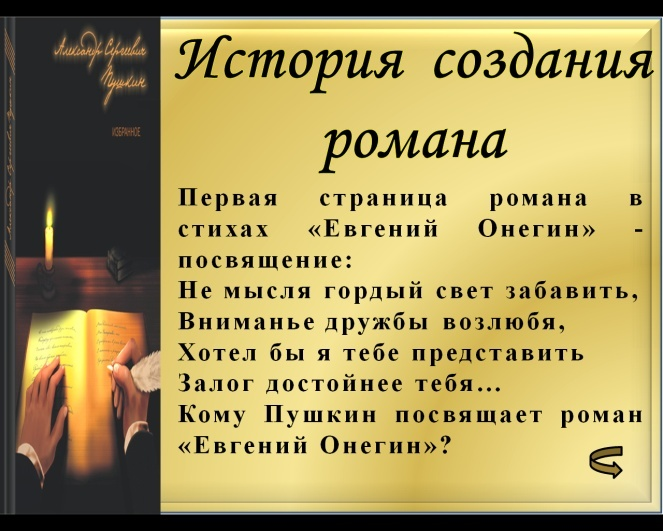 Александр Сергеевич
Пушкин
ИЗБРАННОЕ
История создания
романа
Первая страница романа в
стихах «Евгений Онегин» -
посвящение:
Не мысля гордый свет забавить,
Вниманье дружбы возлюбя,
Хотел бы я тебе представить
Залог достойнее тебя...
Кому Пушкин посвящает роман
«Евгений Онегин»?